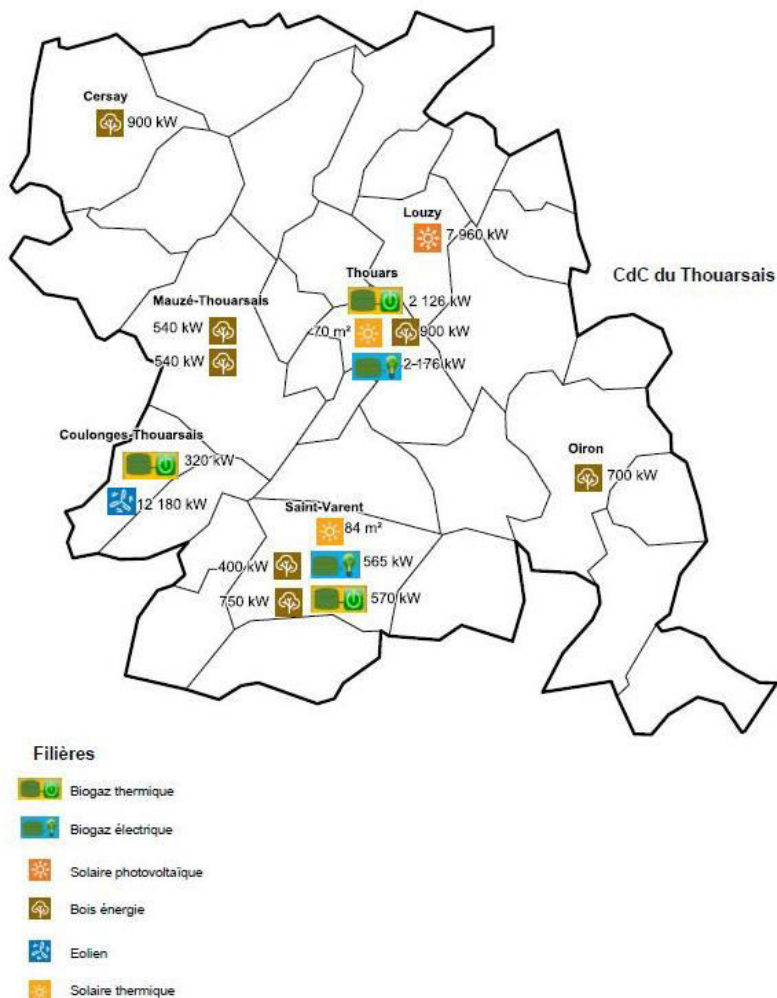 Cersay
900 kW
Louzy
7 960 kW
CdC du Thouarsais
Thouars
2 126 kW
Mauzé-Thouarsais
540 kW
70 m²
900 kW
540 kW
2 176 kW
Coulonges-Thouarsais
320 kW
Oiron
700 kW
12 180 kW
Saint-Varent
84 m²
400 kW
565 kW
750 kW
570 kW
Filières
Biogaz thermique
Biogaz électrique
Solaire photovoltaïque
Bois énergie
Eolien
Solaire thermique